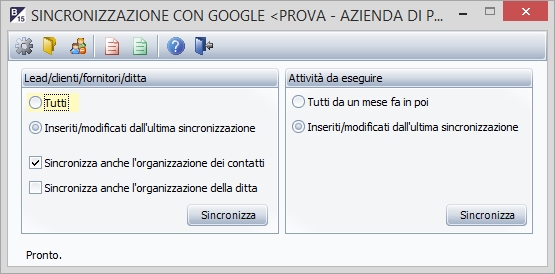 B 15 SINCRONIZZAZIONE CON GOOGLE <PROVA - AZIENDA DI P...
Lead/clienti/fornitori/ditta
Tutti
Inseriti/modificati dall'ultima sincronizzazione
Sincronizza anche l'organizzazione dei contatti
Sincronizza anche l'organizzazione della ditta
Sincronizza
Attività da eseguire
Tutti da un mese fa in poi
Inseriti/modificati dall'ultima sincronizzazione
Sincronizza
Pronto.